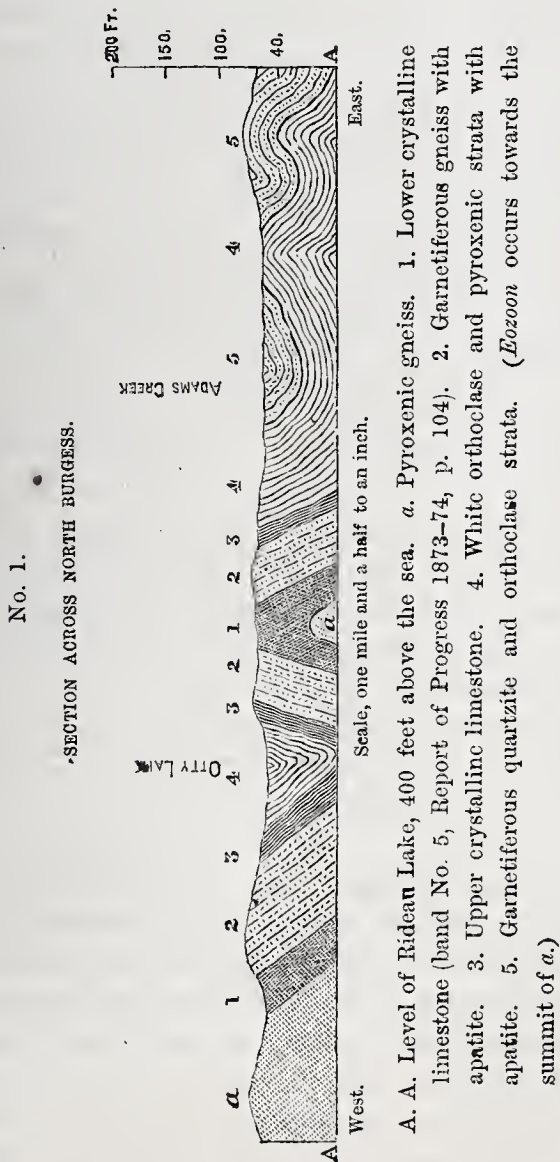 No. 1.
SECTION ACROSS NORTH BURGESS.
200 FT.
150.
100.
40.
A
a
1
2
3
4
OTTY LAKE
3
2
1
2
3
4
ADAMS CREEK
5
4
5
a
A
West.
Scale, one mile and a half to an inch.
East.
A. A. Level of Rideau Lake, 400 feet above the sea. a. Pyroxenic gneiss. 1. Lower crystalline
limestone (band No. 5, Report of Progress 1873–74, p. 104). 2. Garnetiferous gneiss with
apatite. 3. Upper crystalline limestone. 4. White orthoclase and pyroxenic strata with
apatite. 5. Garnetiferous quartzite and orthoclase strata. (Eozoon occurs towards the
summit of a.)